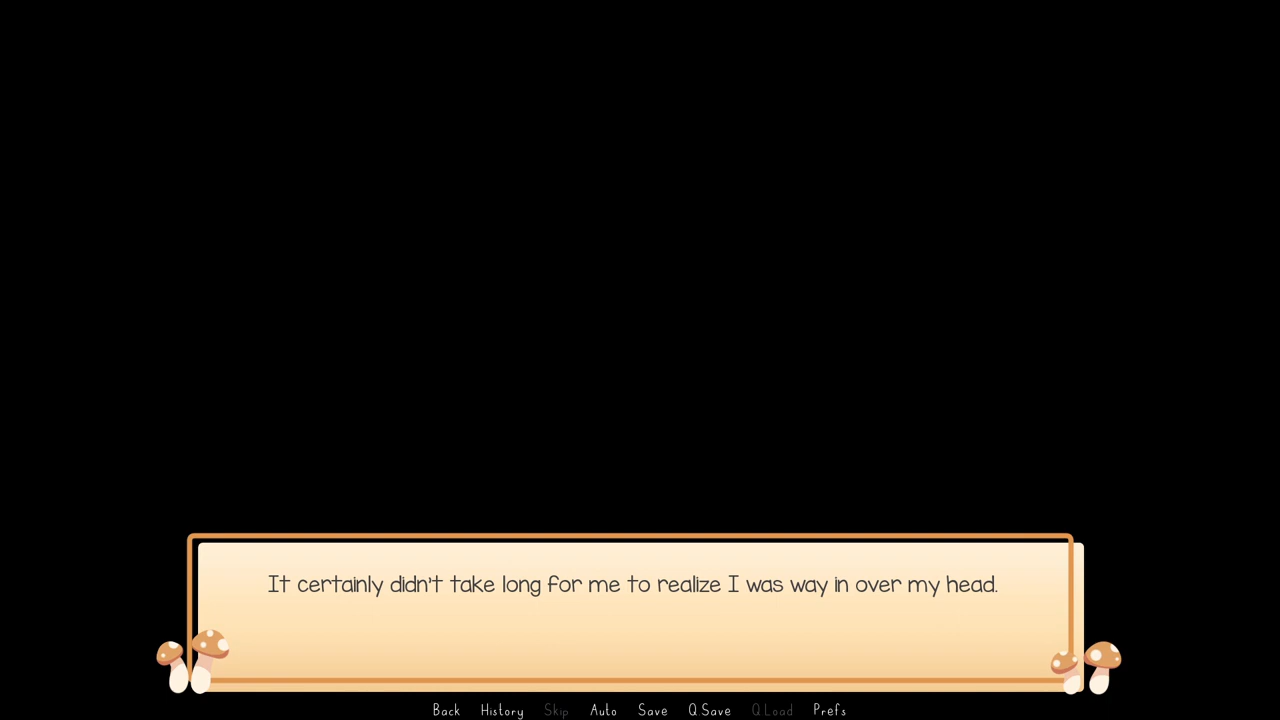 It certainly didn't take long for me to realize I was way in over my head.
Back History Skip Auto Save Q.Save Q.Load Prefs